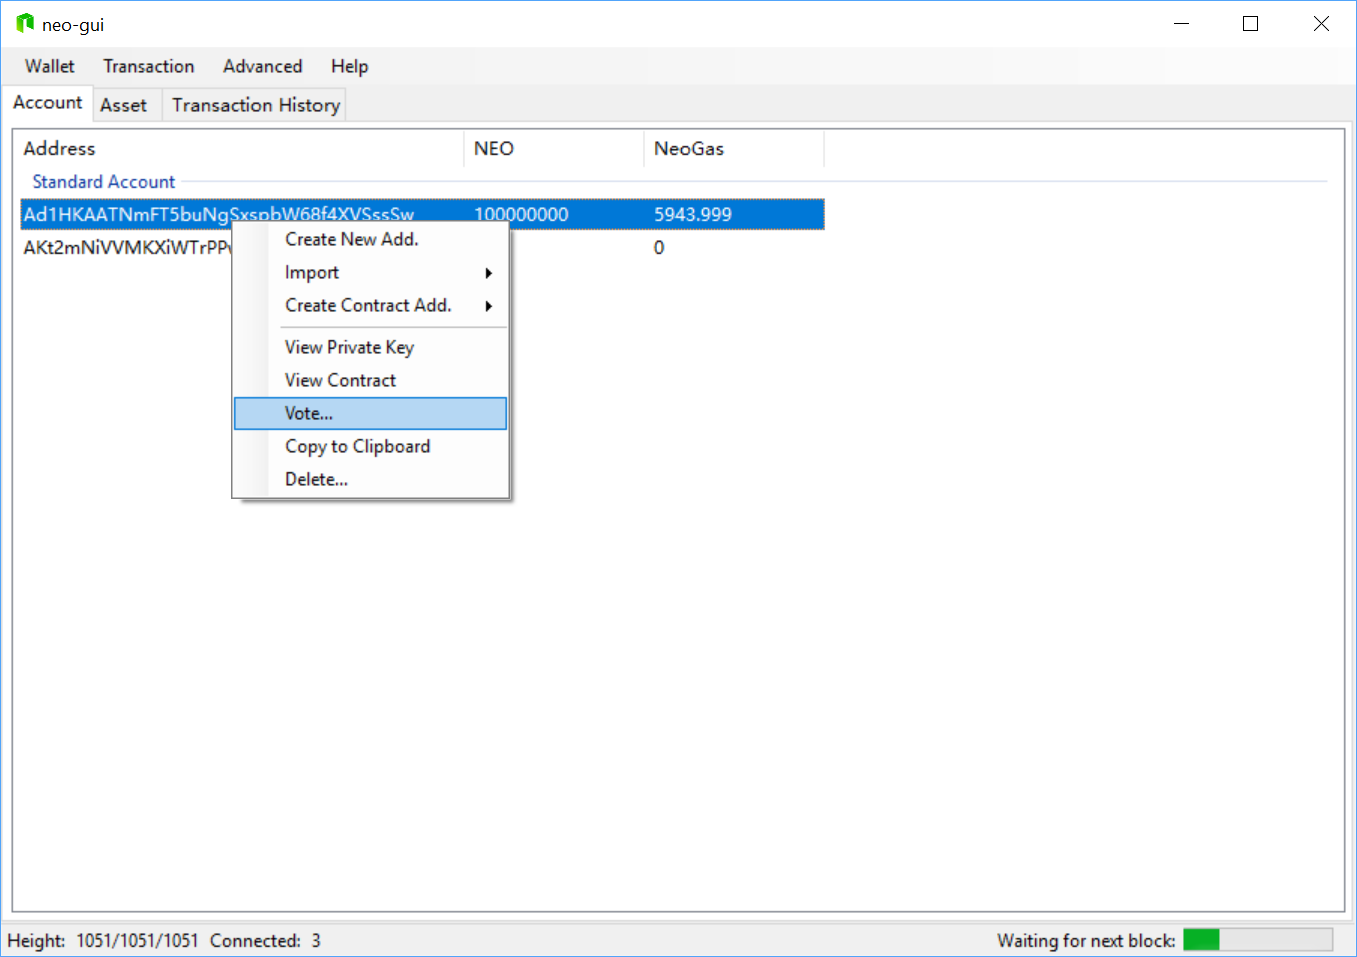 neo-gui
Wallet Transaction Advanced Help
Account Asset Transaction History
Address NEO NeoGas
Standard Account
Ad1HKAATNmFT5buNgSxspbW68f4XVSssSw 100000000 5943.999
0
Create New Add.
Import
Create Contract Add.
View Private Key
View Contract
Vote...
Copy to Clipboard
Delete...
Height: 1051/1051/1051 Connected: 3 Waiting for next block: